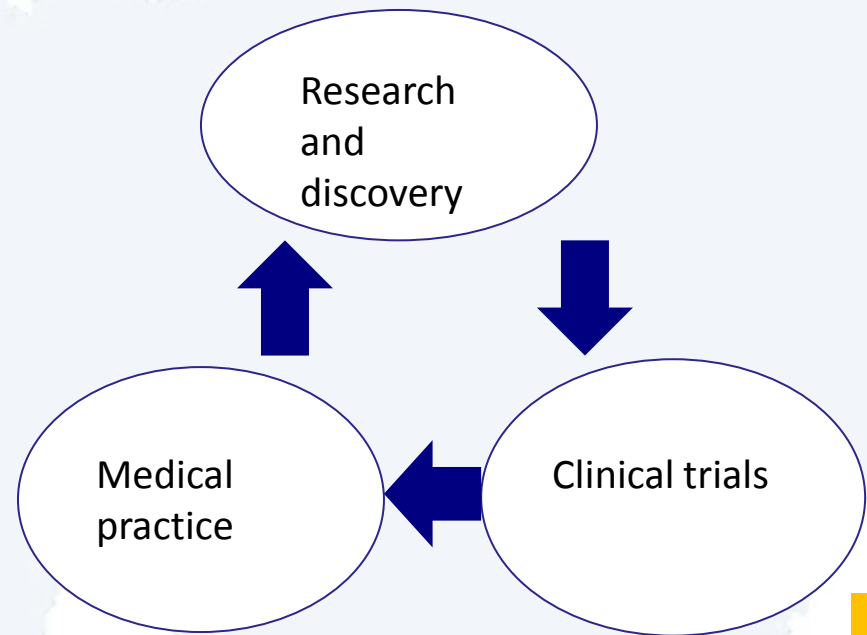 Research
and
discovery
Medical
practice
Clinical trials